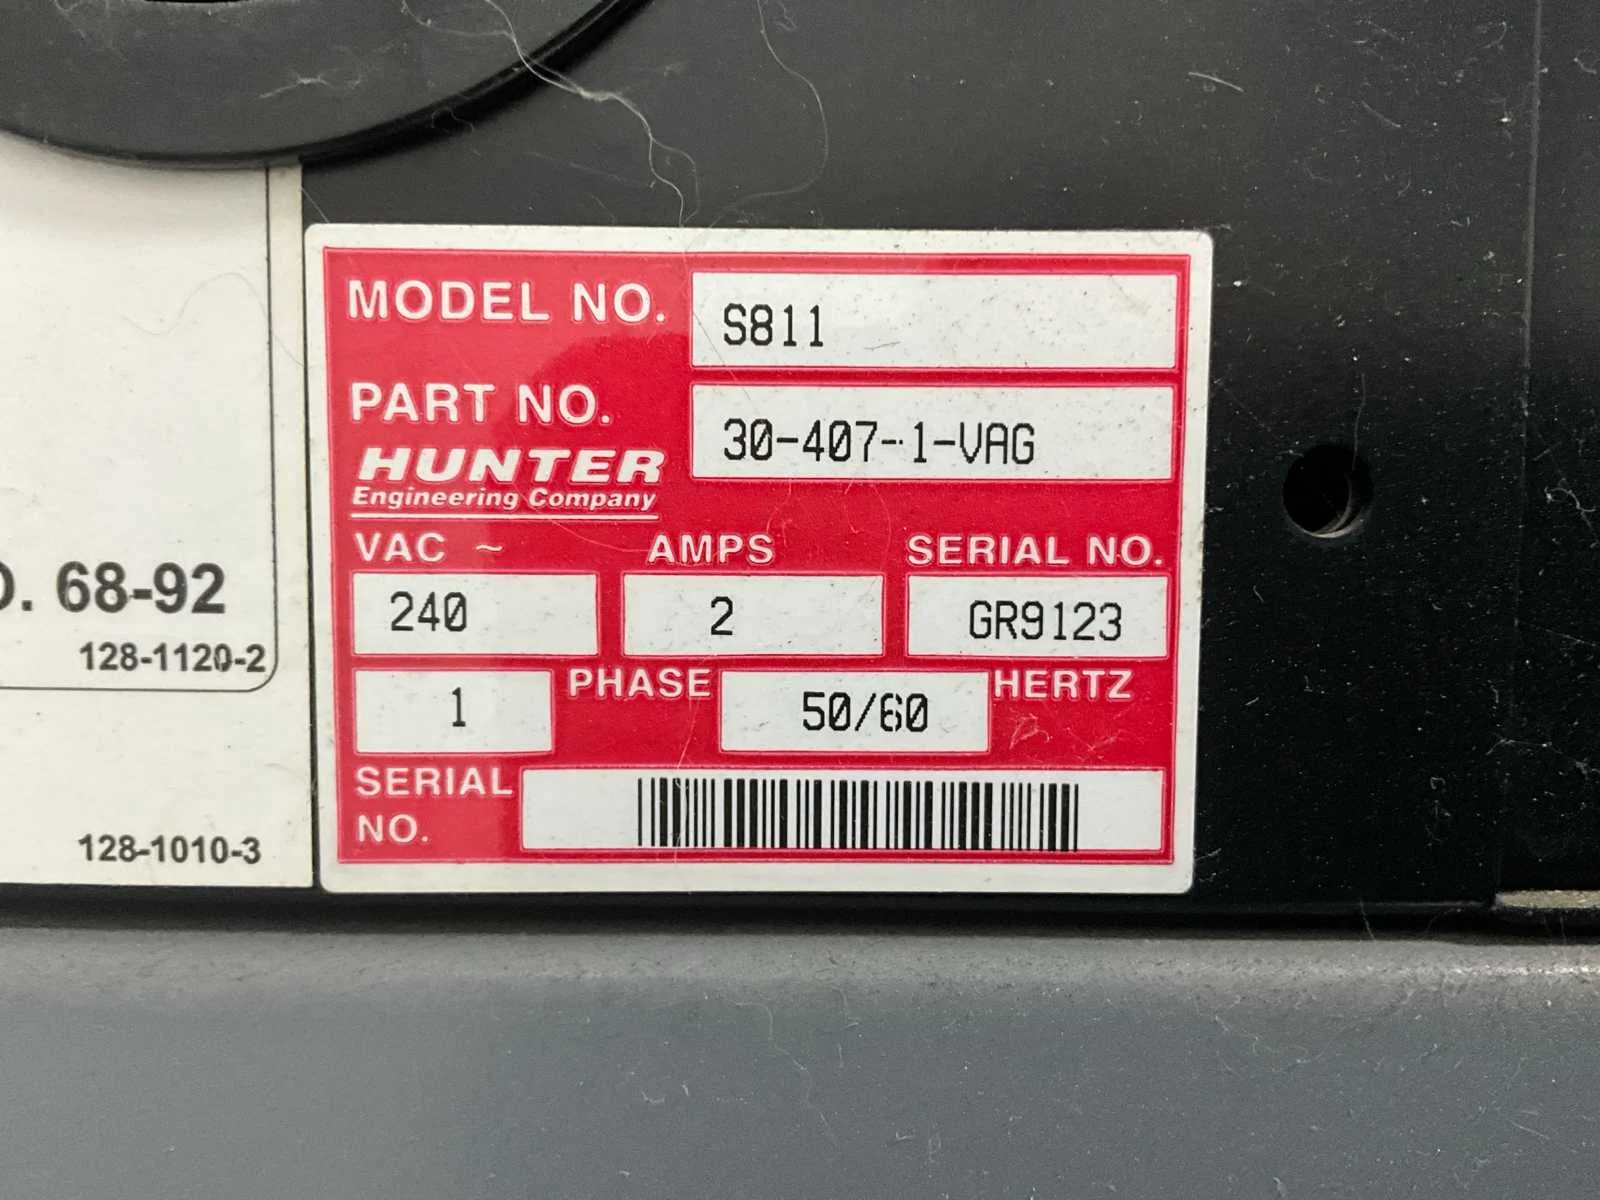 MODEL NO. S811
PART NO. 30-407-1-VAG
HUNTER
Engineering Company
VAC ~ AMPS SERIAL NO.
240 2 GR9123
1 PHASE 50/60 HERTZ
SERIAL NO.
. 68-92
128-1120-2
128-1010-3